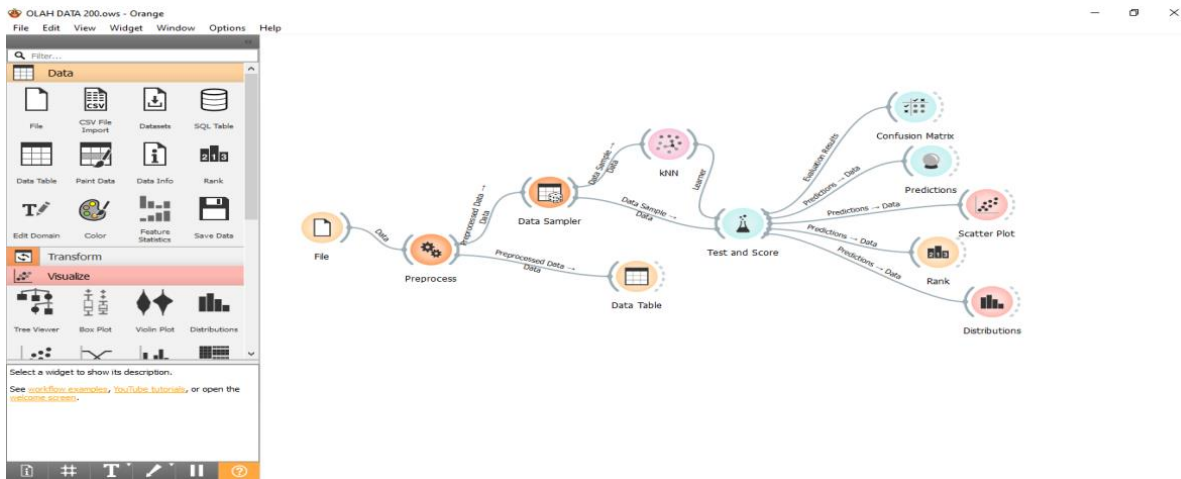 OLAH DATA 200.ows - Orange
File Edit View Widget Window Options Help
Filter...
Data
File CSV File Import Datasets SQL Table
Data Table Paint Data Data Info Rank
Edit Domain Color Feature Statistics Save Data
Transform
Visualize
Tree Viewer Box Plot Violin Plot Distributions
Select a widget to show its description.
See workflow examples, YouTube tutorials, or open the
welcome screen.
File
Data
Preprocess
Preprocessed Data →
Data
Preprocessed Data →
Data
Data Sampler
Data Table
Data Sample →
Data
Data Sample →
Data
kNN
Learner
Test and Score
Evaluation Results
Predictions → Data
Predictions → Data
Predictions → Data
Predictions → Data
Confusion Matrix
Predictions
Scatter Plot
Rank
Distributions